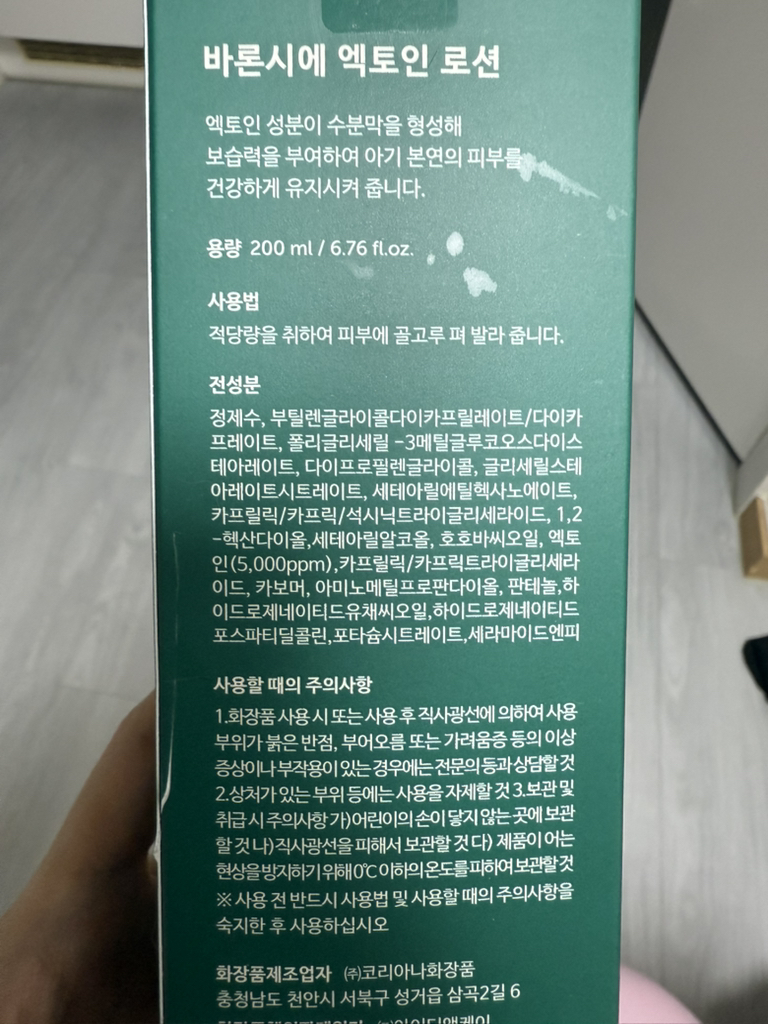 바론시에 엑토인 로션
엑토인 성분이 수분막을 형성해
보습력을 부여하여 아기 본연의 피부를
건강하게 유지시켜 줍니다.
용량 200 ml / 6.76 fl.oz.
사용법
적당량을 취하여 피부에 골고루 펴 발라 줍니다.
전성분
정제수, 부틸렌글라이콜다이카프릴레이트/다이카
프레이트, 폴리글리세릴 -3메틸글루코오스다이스
테아레이트, 다이프로필렌글라이콜, 글리세릴스테
아레이트시트레이트, 세테아릴에틸헥사노에이트,
카프릴릭/카프릭/석시닉트라이글리세라이드, 1,2
-헥산다이올,세테아릴알코올, 호호바씨오일, 엑토
인(5,000ppm),카프릴릭/카프릭트라이글리세라
이드, 카보머, 아미노메틸프로판다이올, 판테놀,하
이드로제네이티드유채씨오일,하이드로제네이티드
포스파티딜콜린,포타슘시트레이트,세라마이드엔피
사용할 때의 주의사항
1.화장품 사용 시 또는 사용 후 직사광선에 의하여 사용
부위가 붉은 반점, 부어오름 또는 가려움증 등의 이상
증상이나 부작용이 있는 경우에는 전문의 등과 상담할 것
2.상처가 있는 부위 등에는 사용을 자제할 것 3.보관 및
취급 시 주의사항 가)어린이의 손이 닿지 않는 곳에 보관
할 것 나)직사광선을 피해서 보관할 것 다) 제품이 어는
현상을 방지하기 위해 0℃ 이하의 온도를 피하여 보관할 것
※ 사용 전 반드시 사용법 및 사용할 때의 주의사항을
숙지한 후 사용하십시오
화장품제조업자 ㈜코리아나화장품
충청남도 천안시 서북구 성거읍 삼곡2길 6